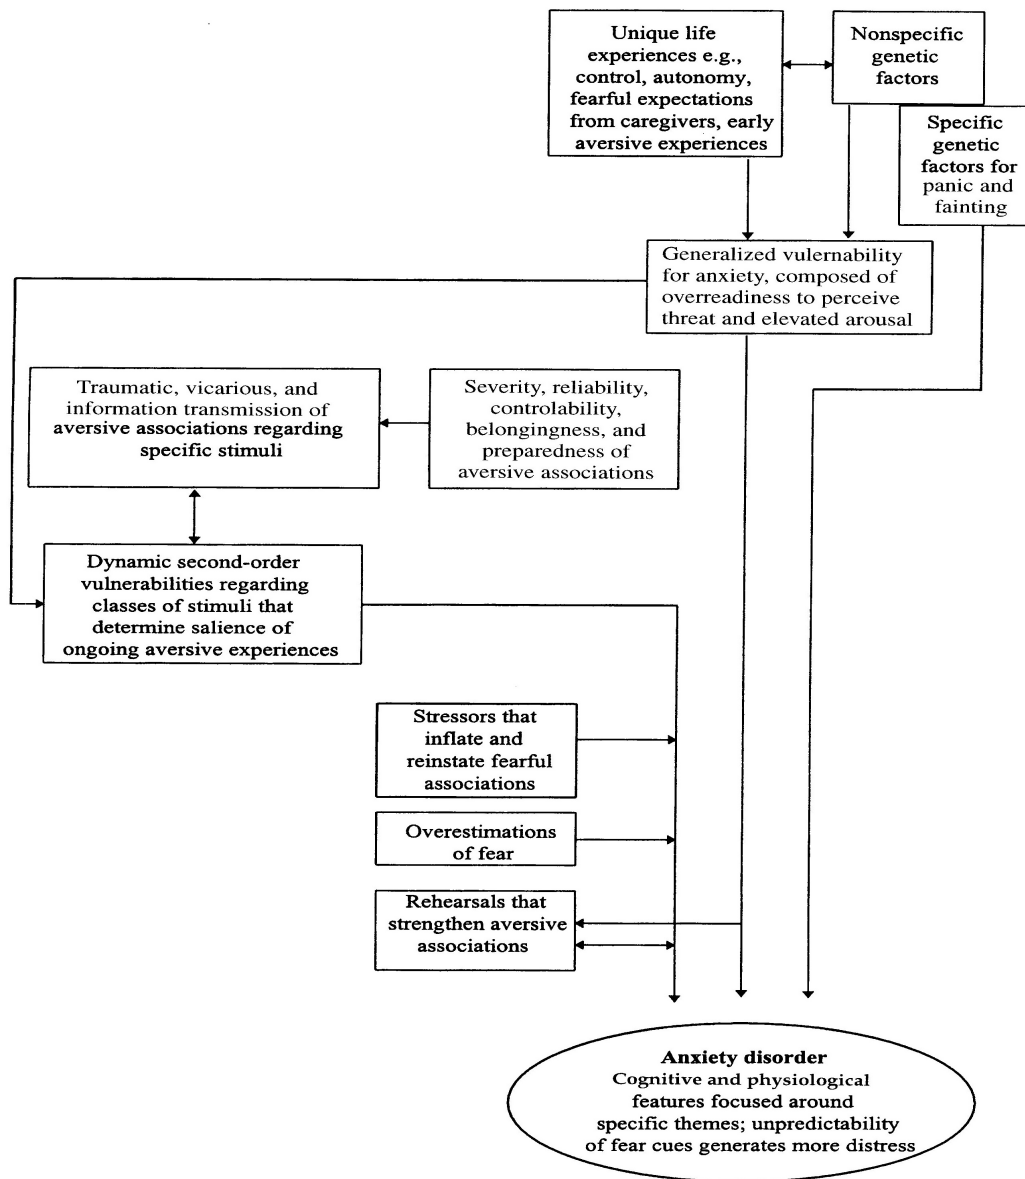 Unique life
experiences e.g.,
control, autonomy,
fearful expectations
from caregivers, early
aversive experiences
Nonspecific
genetic
factors
Specific
genetic
factors for
panic and
fainting
Generalized vulernability
for anxiety, composed of
overreadiness to perceive
threat and elevated arousal
Traumatic, vicarious, and
information transmission of
aversive associations regarding
specific stimuli
Severity, reliability,
controlability,
belongingness, and
preparedness of
aversive associations
Dynamic second-order
vulnerabilities regarding
classes of stimuli that
determine salience of
ongoing aversive experiences
Stressors that
inflate and
reinstate fearful
associations
Overestimations
of fear
Rehearsals that
strengthen aversive
associations
Anxiety disorder
Cognitive and physiological
features focused around
specific themes; unpredictability
of fear cues generates more distress